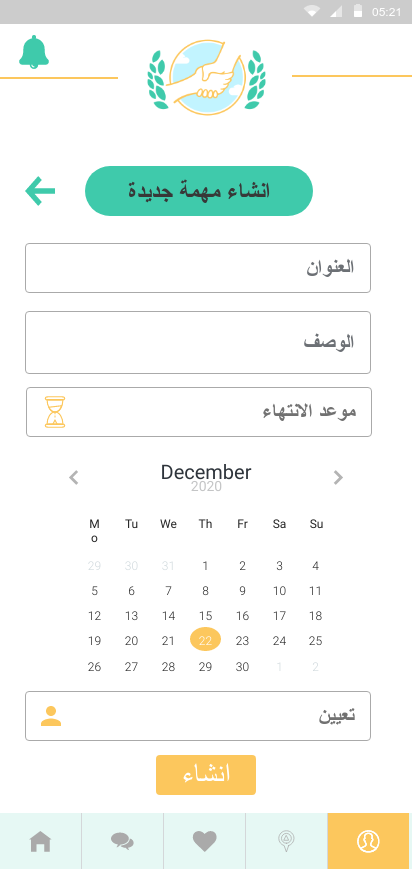 05:21
انشاء مهمة جديدة
العنوان
الوصف
موعد الانتهاء
December
2020
Mo Tu We Th Fr Sa Su
29 30 31 1 2 3 4
5 6 7 8 9 10 11
12 13 14 15 16 17 18
19 20 21 22 23 24 25
26 27 28 29 30 1 2
تعيين
انشاء